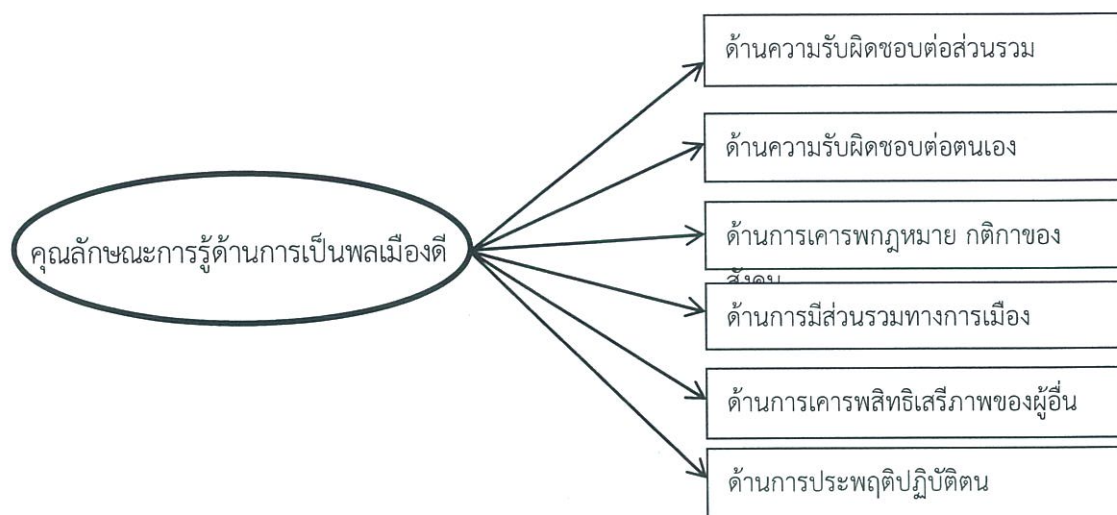 ด้านความรับผิดชอบต่อส่วนรวม
ด้านความรับผิดชอบต่อตนเอง
คุณลักษณะการรู้ด้านการเป็นพลเมืองดี
ด้านการเคารพกฎหมาย กติกาของ
สังคม
ด้านการมีส่วนรวมทางการเมือง
ด้านการเคารพสิทธิเสรีภาพของผู้อื่น
ด้านการประพฤติปฏิบัติตน